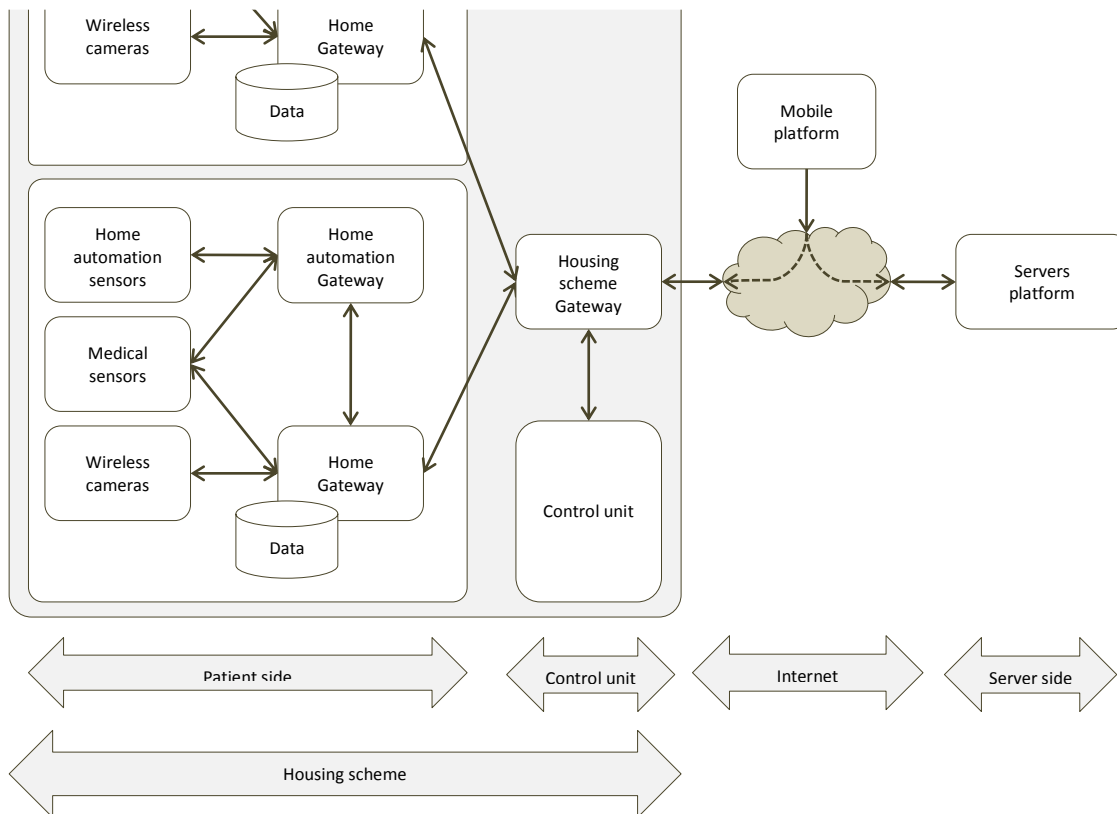 Wireless
cameras
Home
Gateway
Data
Mobile
platform
Home
automation sensors
Home
automation Gateway
Housing
scheme
Gateway
Servers
platform
Medical
sensors
Wireless
cameras
Home
Gateway
Control unit
Data
Patient side
Control unit
Internet
Server side
Housing scheme